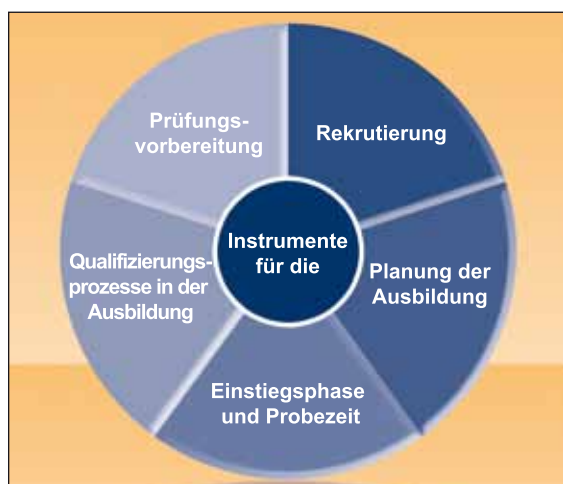 Instrumente
für die
Rekrutierung
Planung der
Ausbildung
Einstiegsphase
und Probezeit
Qualifizierungs-
prozesse in der
Ausbildung
Prüfungs-
vorbereitung